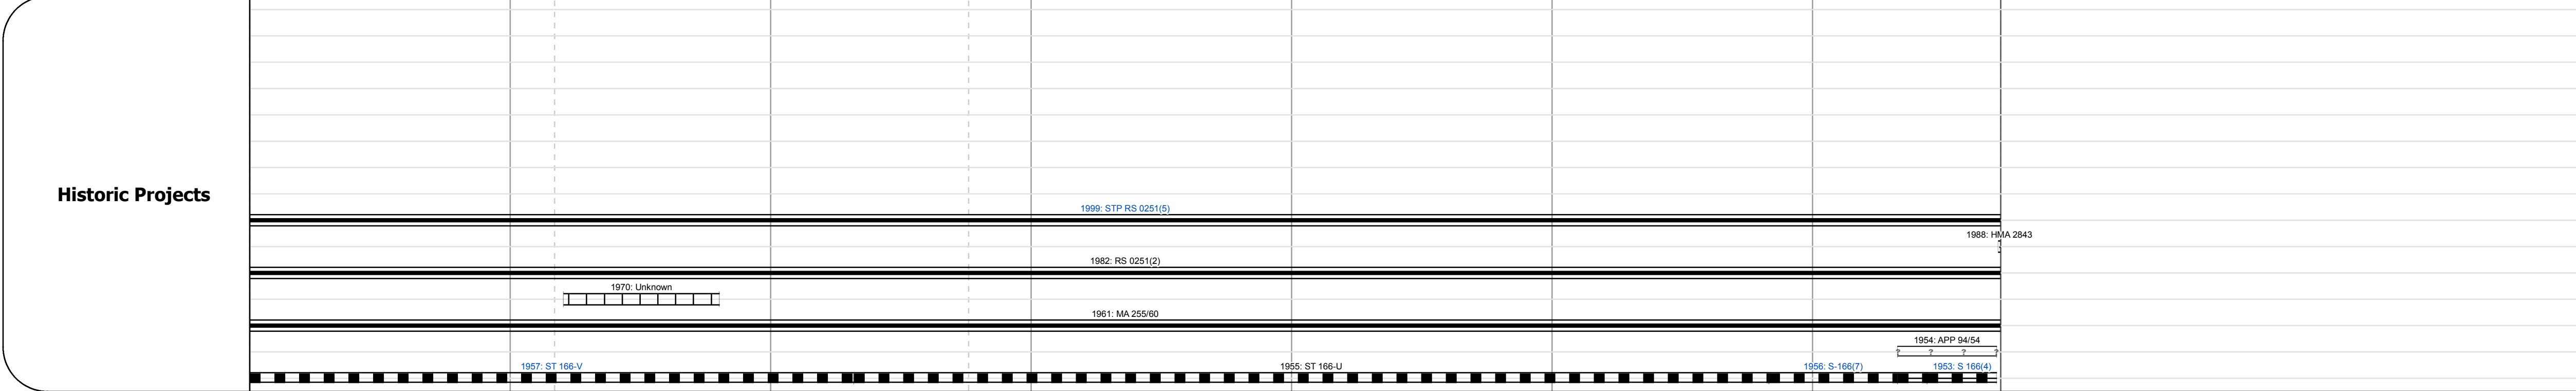 Historic Projects
1999: STP RS 0251(5)
1988: HMA 2843
1982: RS 0251(2)
1970: Unknown
1961: MA 255/60
1954: APP 94/54
? ? ? ?
1957: ST 166-V
1955: ST 166-U
1956: S-166(7)
1953: S 166(4)